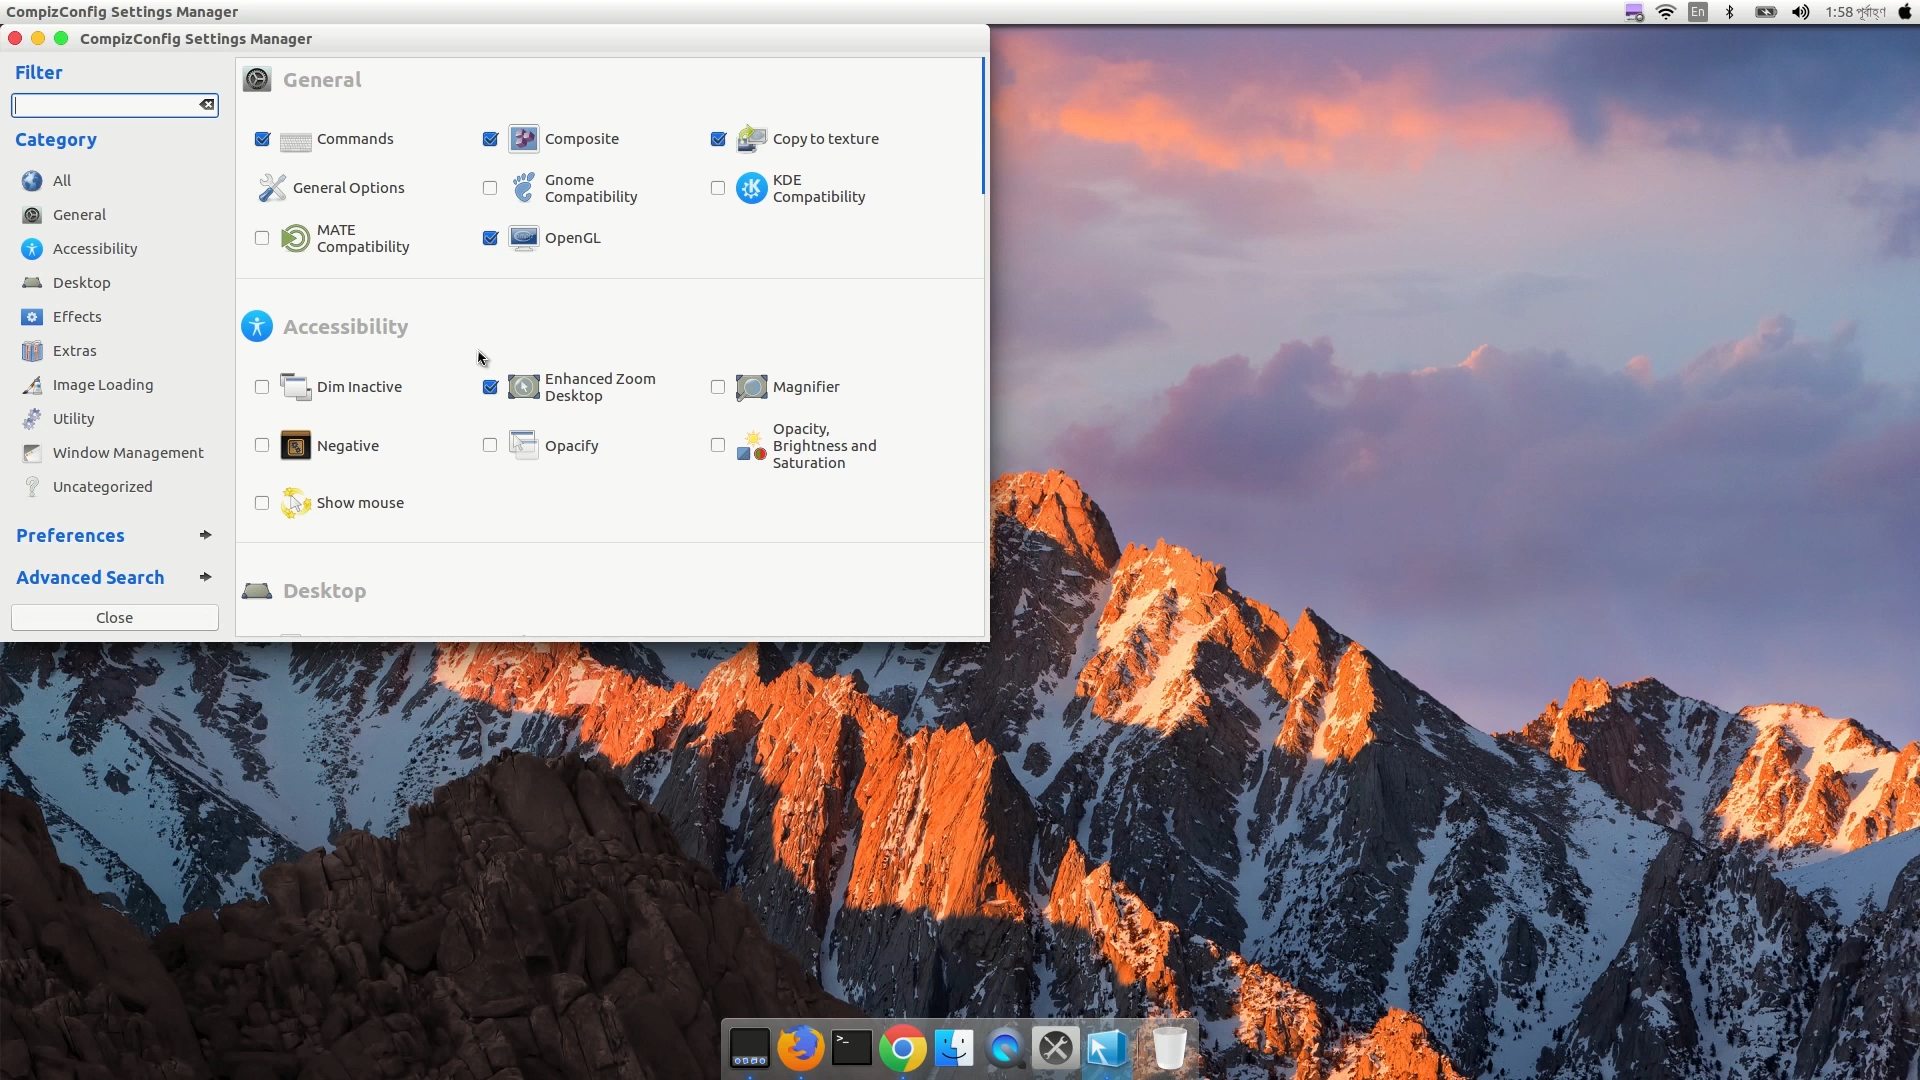 CompizConfig Settings Manager
En
1:58 পূর্বাহ্ণ
CompizConfig Settings Manager
Filter
Category
All
General
Accessibility
Desktop
Effects
Extras
Image Loading
Utility
Window Management
Uncategorized
Preferences
Advanced Search
Close
General
Commands
Composite
Copy to texture
General Options
Gnome
Compatibility
KDE
Compatibility
MATE
Compatibility
OpenGL
Accessibility
Dim Inactive
Enhanced Zoom
Desktop
Magnifier
Negative
Opacify
Opacity,
Brightness and
Saturation
Show mouse
Desktop